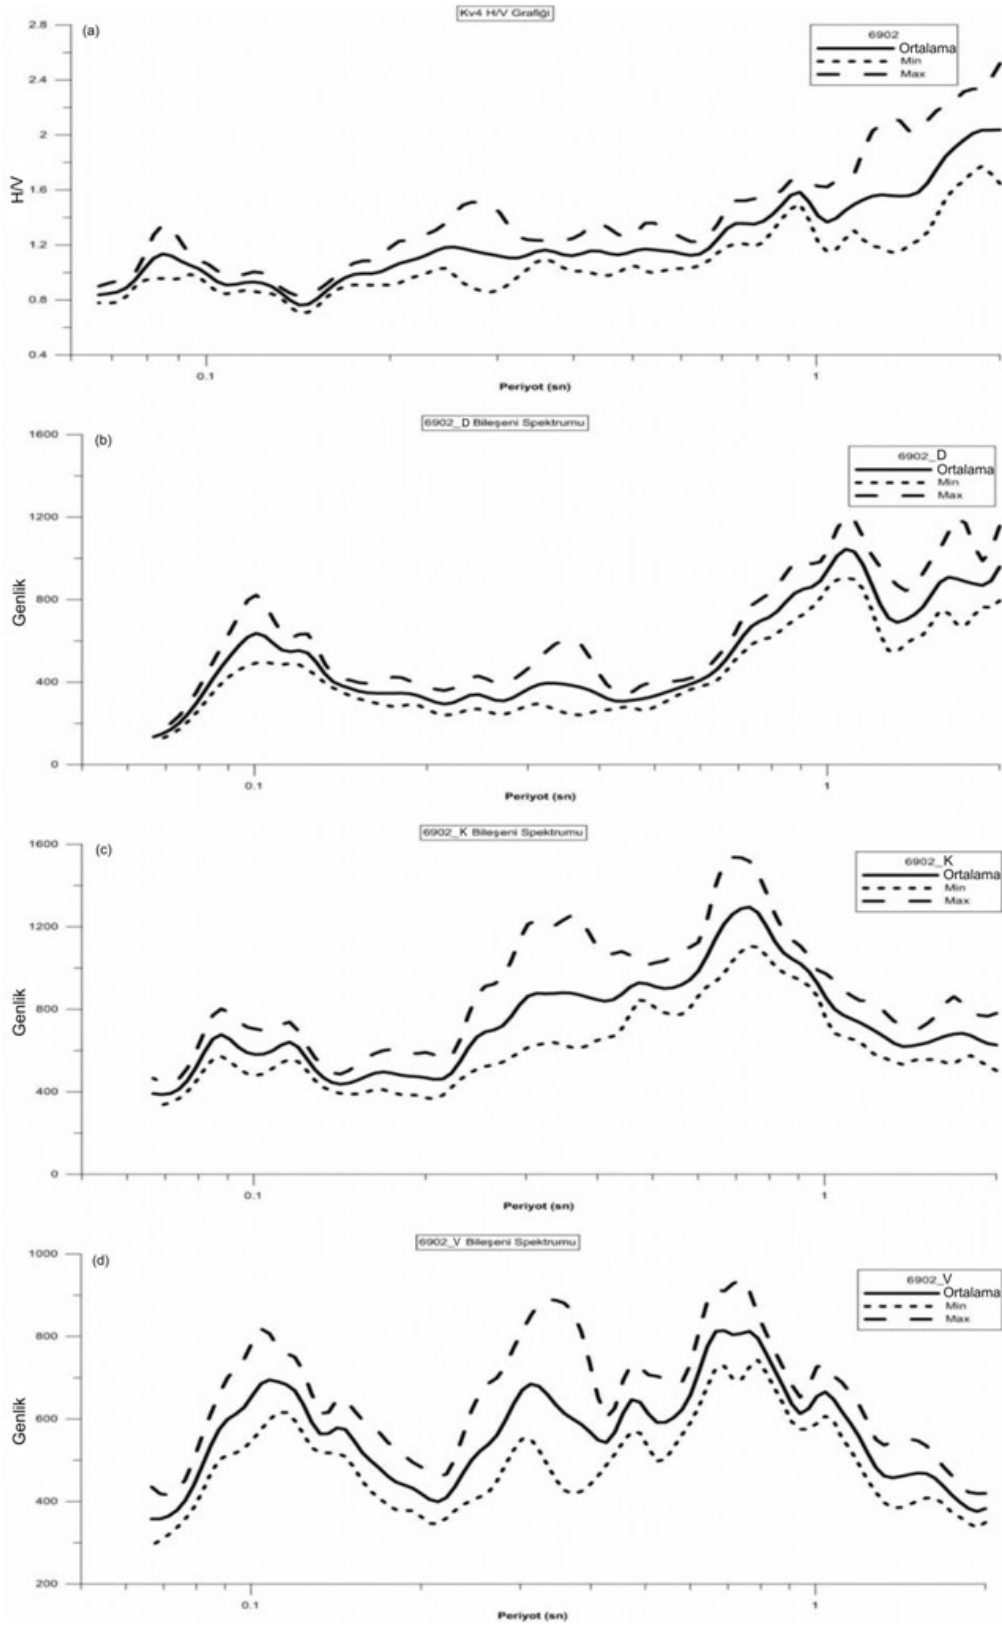 Kv4 H/V Grafiği
(a)
2.8
2.4
2
1.6
1.2
0.8
0.4
H/V
6902
Ortalama
Min
Max
0.1
1
Periyot (sn)
6902_D Bileşeni Spektrumu
(b)
1600
1200
800
400
0
Genlik
6902_D
Ortalama
Min
Max
0.1
1
Periyot (sn)
6902_K Bileşeni Spektrumu
(c)
1600
1200
800
400
0
Genlik
6902_K
Ortalama
Min
Max
0.1
1
Periyot (sn)
6902_V Bileşeni Spektrumu
(d)
1000
800
600
400
200
Genlik
6902_V
Ortalama
Min
Max
0.1
1
Periyot (sn)